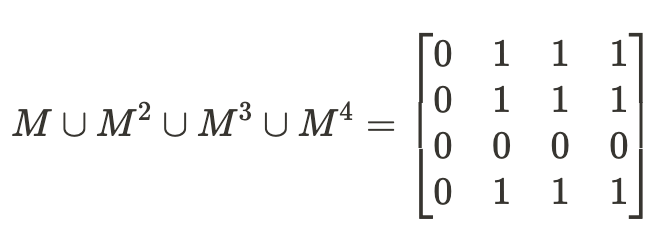 M ∪ M² ∪ M³ ∪ M⁴ = [0 1 1 1
0 1 1 1
0 0 0 0
0 1 1 1]